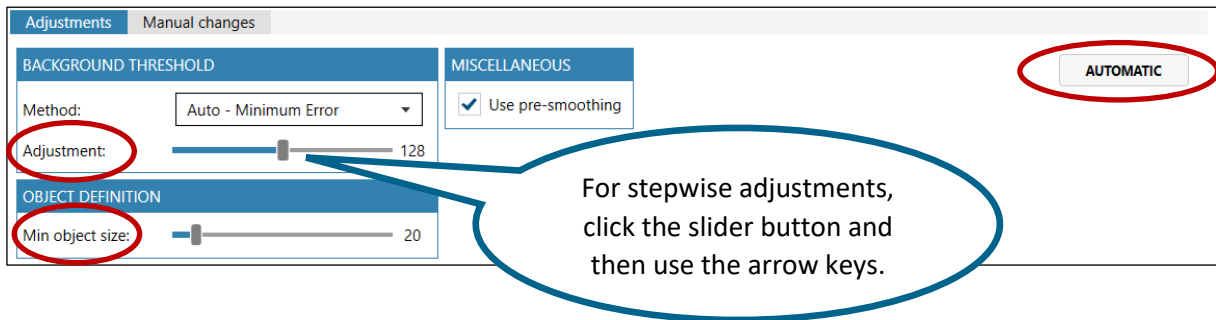 Adjustments Manual changes
BACKGROUND THRESHOLD MISCELLANEOUS
AUTOMATIC
Method: Auto - Minimum Error Use pre-smoothing
Adjustment: 128
OBJECT DEFINITION
Min object size: 20
For stepwise adjustments,
click the slider button and
then use the arrow keys.